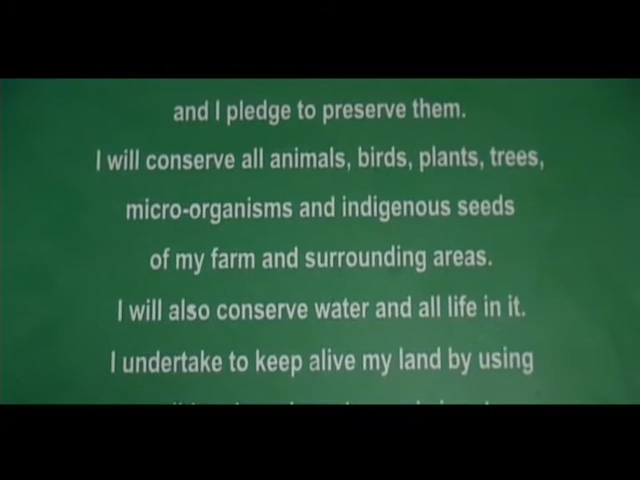 and I pledge to preserve them.
I will conserve all animals, birds, plants, trees,
micro-organisms and indigenous seeds
of my farm and surrounding areas.
I will also conserve water and all life in it.
I undertake to keep alive my land by using